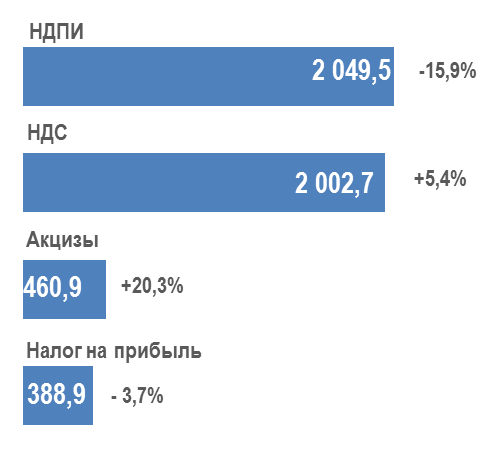 НДПИ
2 049,5 -15,9%
НДС
2 002,7 +5,4%
Акцизы
460,9 +20,3%
Налог на прибыль
388,9 - 3,7%